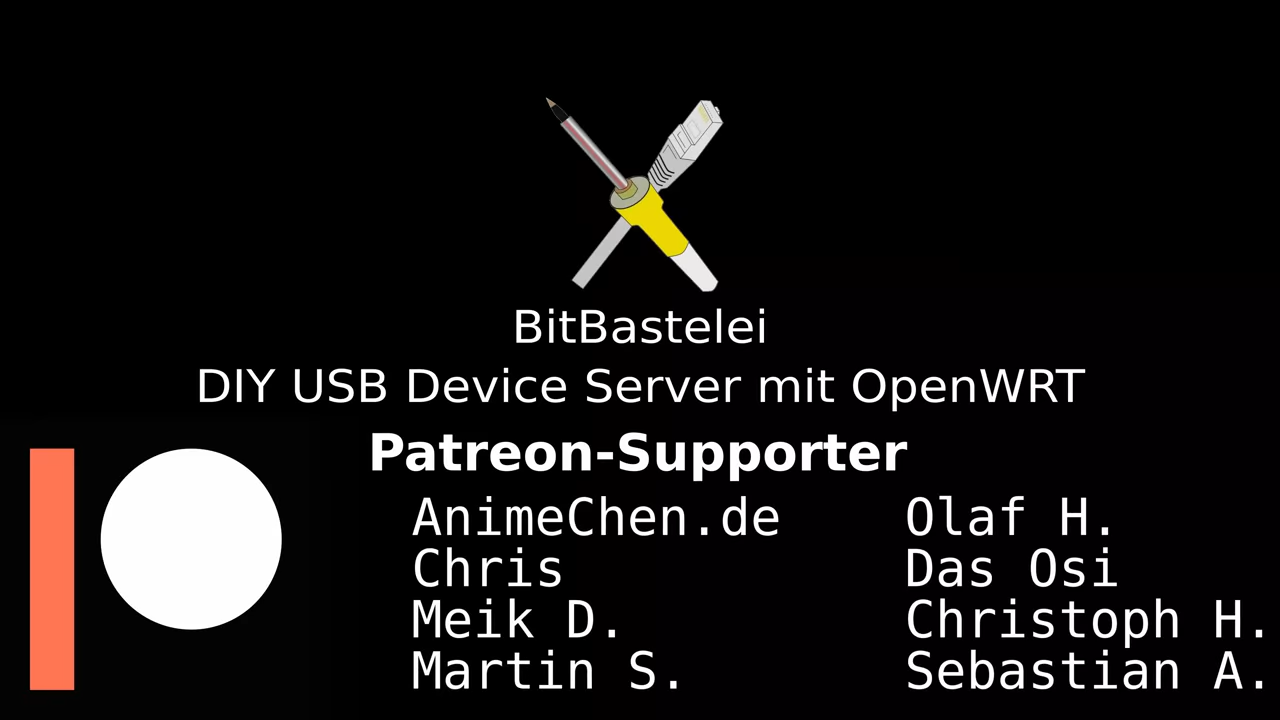 BitBastelei
DIY USB Device Server mit OpenWRT
Patreon-Supporter
AnimeChen.de
Chris
Meik D.
Martin S.
Olaf H.
Das Osi
Christoph H.
Sebastian A.